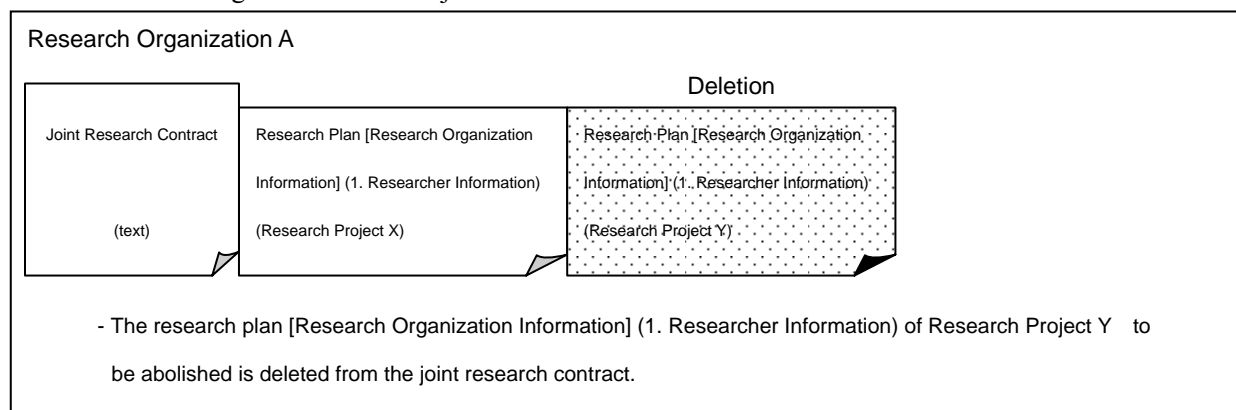 Research Organization A
Deletion
Joint Research Contract
(text)
Research Plan [Research Organization
Information] (1. Researcher Information)
(Research Project X)
Research Plan [Research Organization
Information] (1. Researcher Information)
(Research Project Y)
- The research plan [Research Organization Information] (1. Researcher Information) of Research Project Y to
be abolished is deleted from the joint research contract.